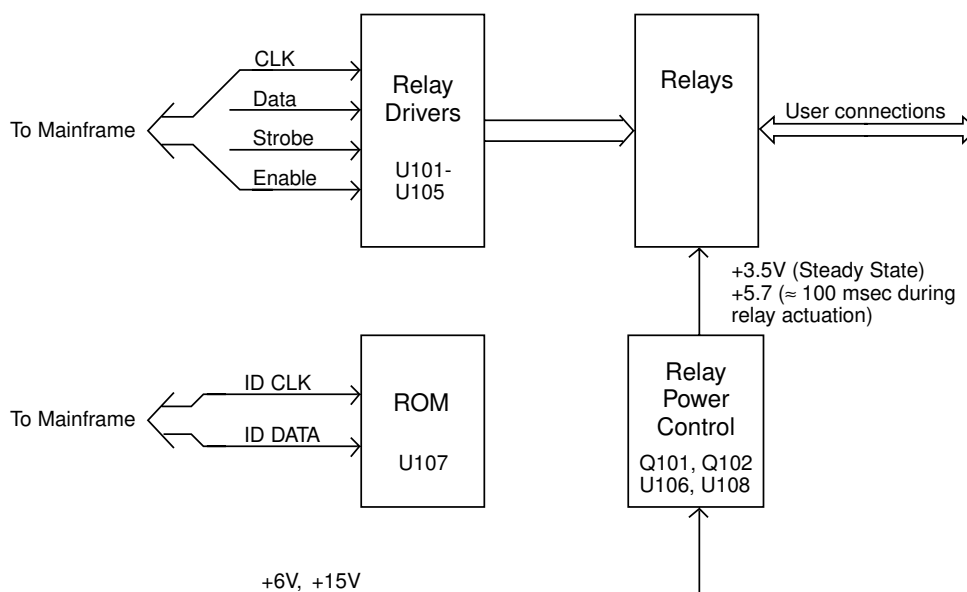 To Mainframe
CLK
Data
Strobe
Enable
Relay
Drivers
U101-
U105
Relays
User connections
+3.5V (Steady State)
+5.7 (≈ 100 msec during
relay actuation)
To Mainframe
ID CLK
ID DATA
ROM
U107
Relay
Power
Control
Q101, Q102
U106, U108
+6V, +15V